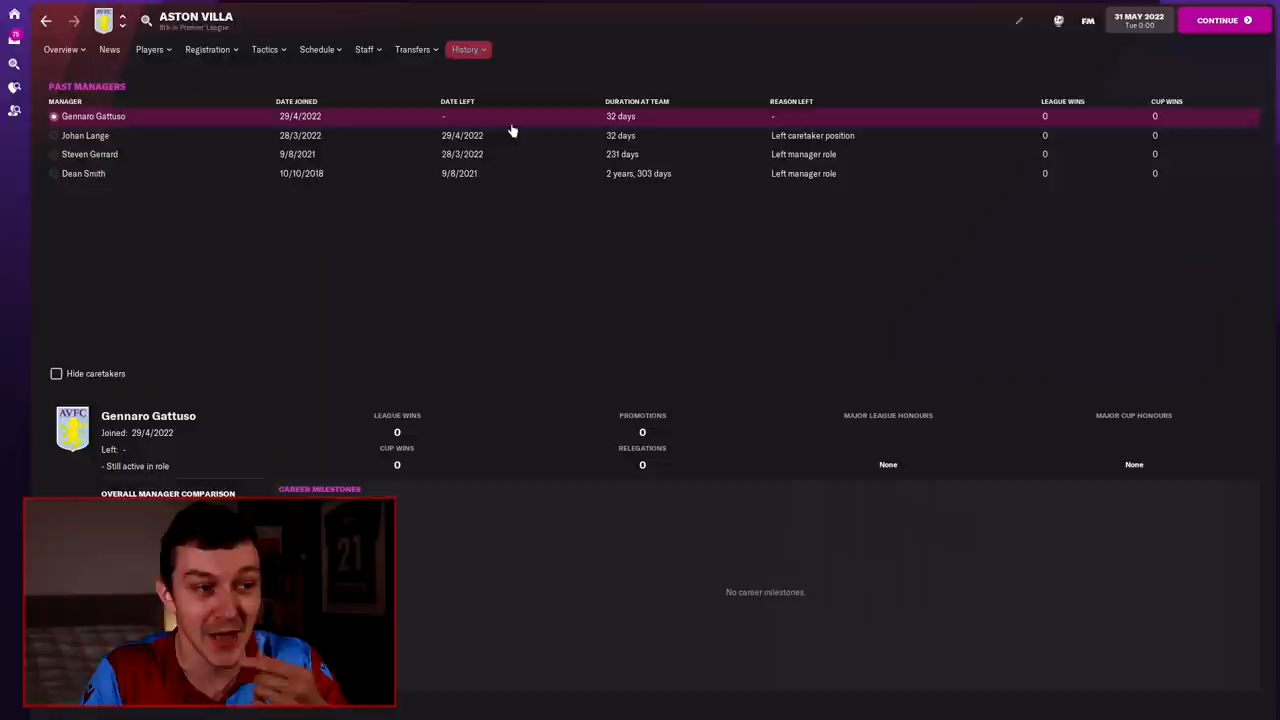 ASTON VILLA
8th in Premier League
31 MAY 2022
Tue 0:00
CONTINUE
FM
75
Overview
News
Players
Registration
Tactics
Schedule
Staff
Transfers
History
PAST MANAGERS
MANAGER DATE JOINED DATE LEFT DURATION AT TEAM REASON LEFT LEAGUE WINS CUP WINS
Gennaro Gattuso 29/4/2022 - 32 days - 0 0
Johan Lange 28/3/2022 29/4/2022 32 days Left caretaker position 0 0
Steven Gerrard 9/8/2021 28/3/2022 231 days Left manager role 0 0
Dean Smith 10/10/2018 9/8/2021 2 years, 303 days Left manager role 0 0
Hide caretakers
AVFC
Gennaro Gattuso
Joined: 29/4/2022
Left: -
- Still active in role
LEAGUE WINS
0
CUP WINS
0
PROMOTIONS
0
RELEGATIONS
0
MAJOR LEAGUE HONOURS
None
MAJOR CUP HONOURS
None
OVERALL MANAGER COMPARISON
CAREER MILESTONES
No career milestones.
21